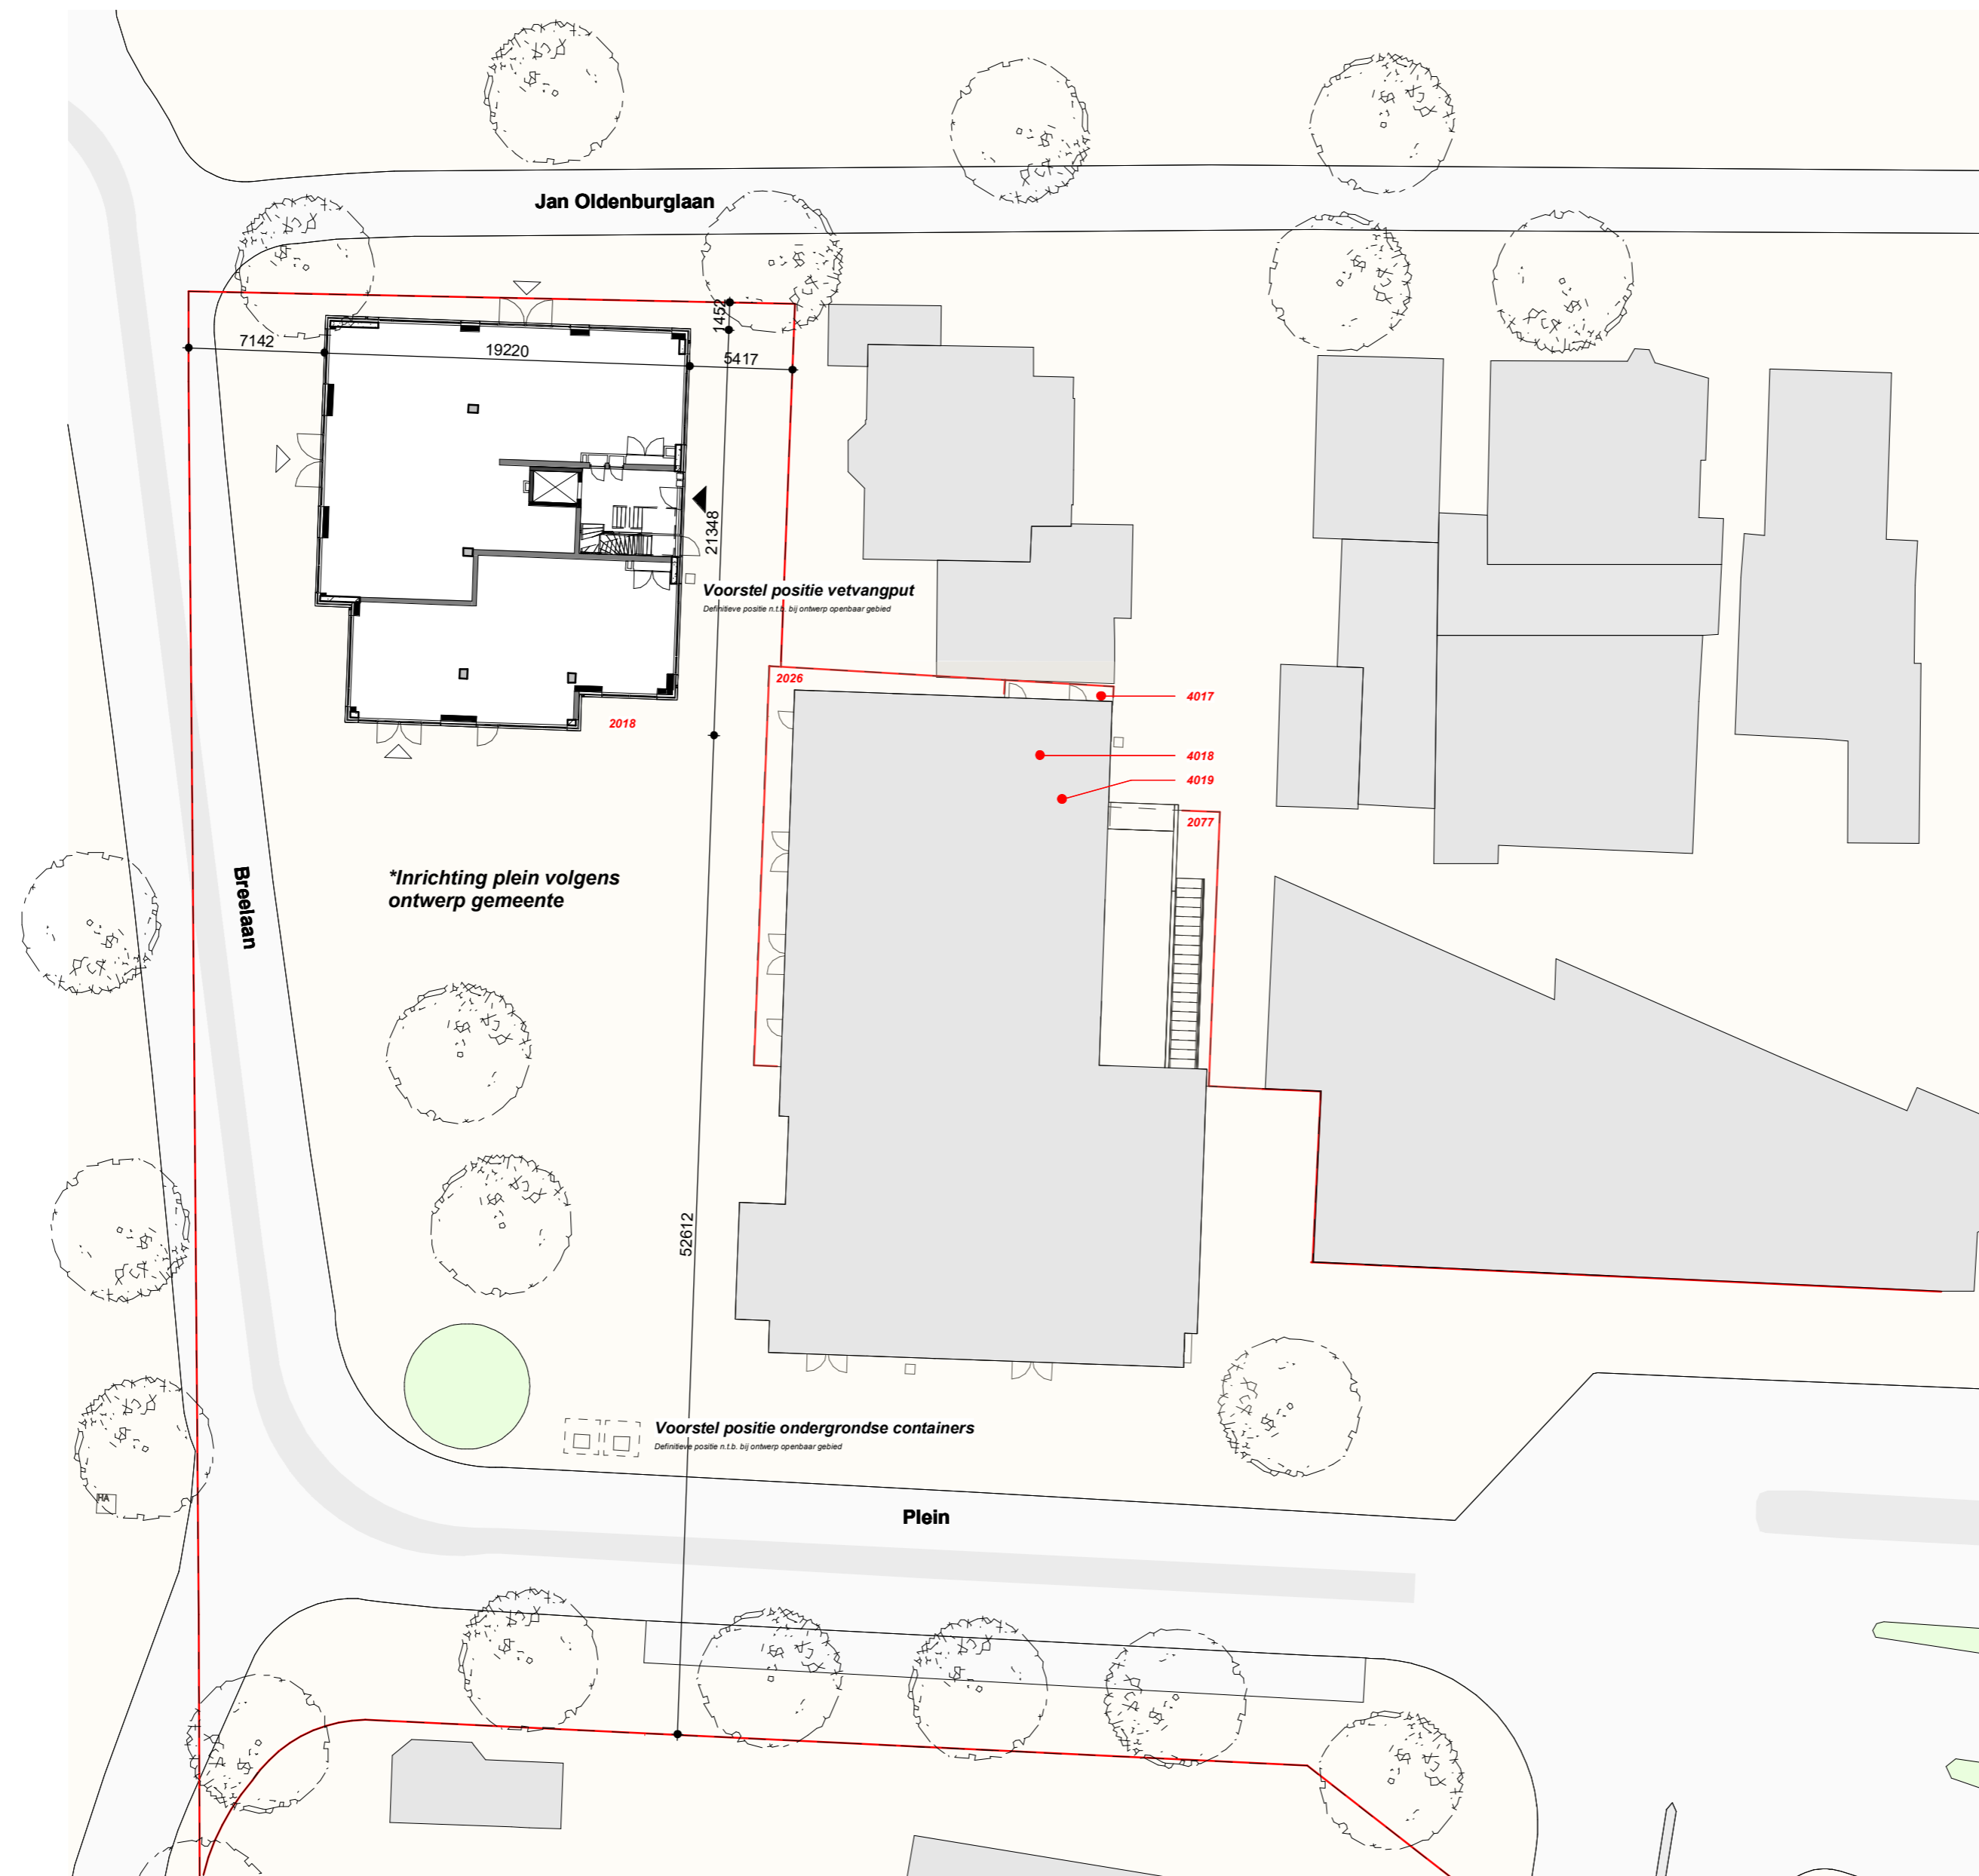 Jan Oldenburglaan
1452
7142
19220
5417
21348
Voorstel positie vetvangput
Definitieve positie n.t.b. bij ontwerp openbaar gebied
2026
4017
2018
4018
4019
2077
*Inrichting plein volgens
ontwerp gemeente
Breelaan
52612
Voorstel positie ondergrondse containers
Definitieve positie n.t.b. bij ontwerp openbaar gebied
HA
Plein